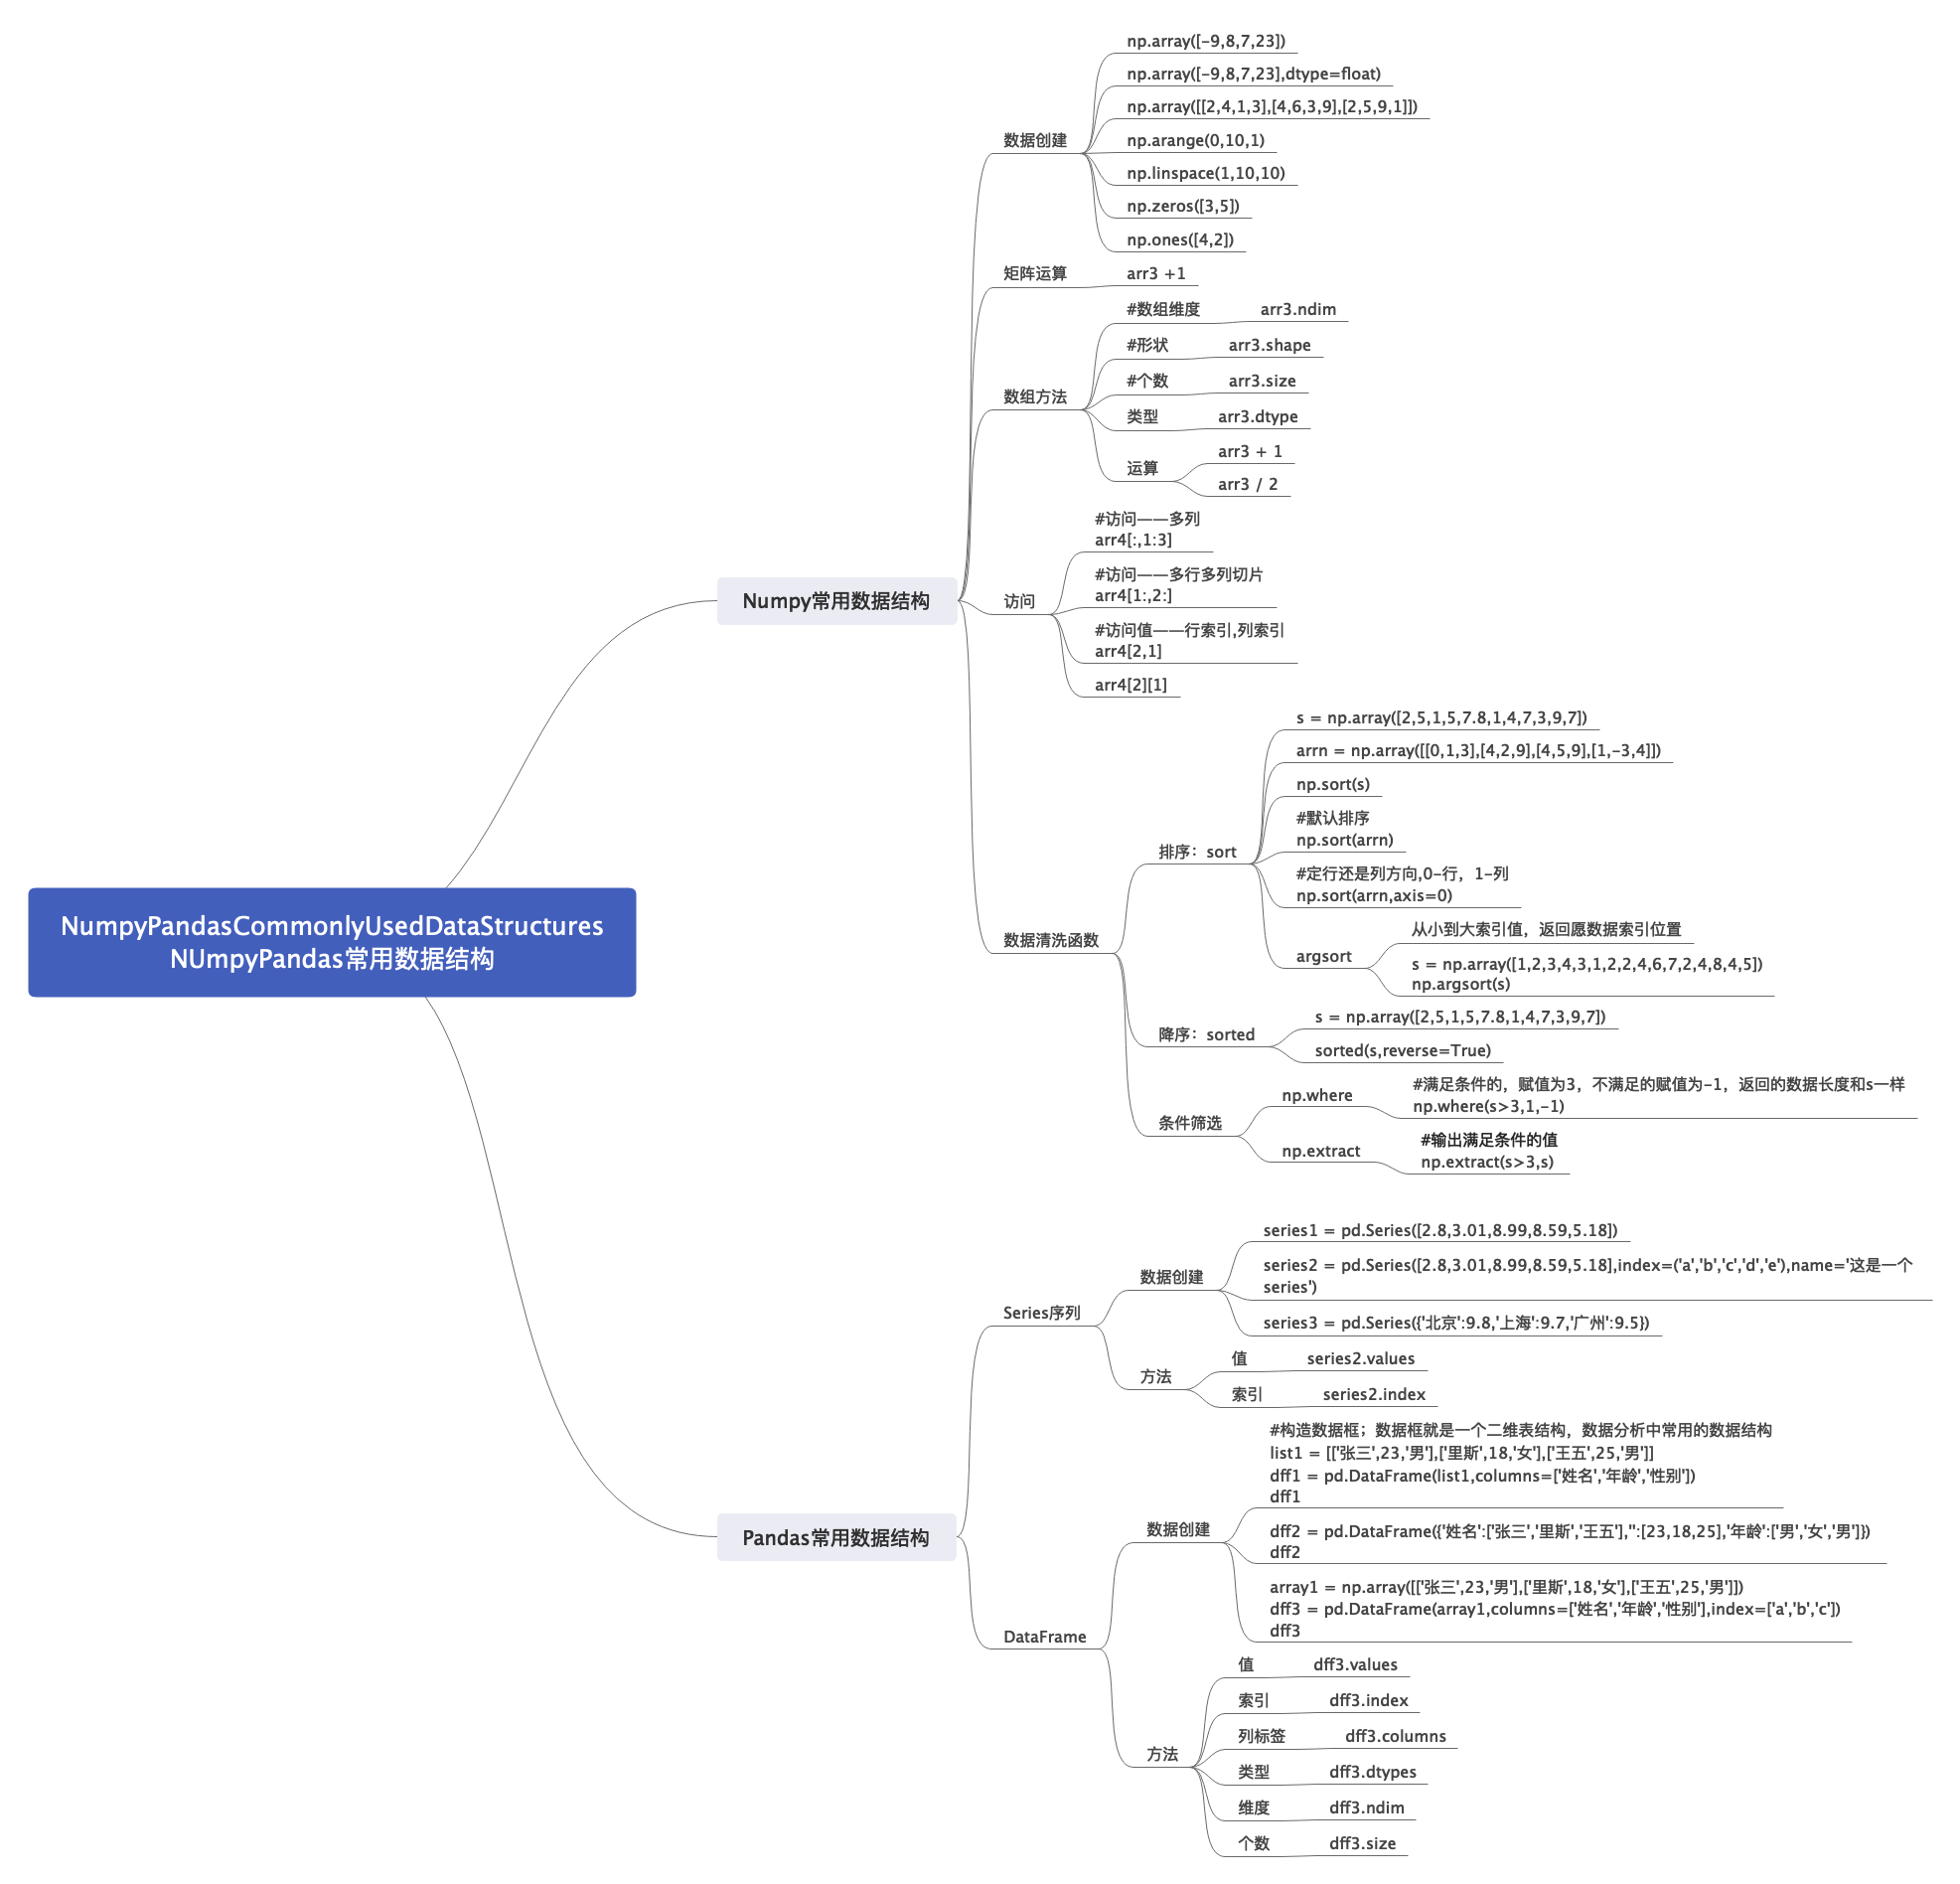 NumpyPandasCommonlyUsedDataStructures
NUmpyPandas常用数据结构
Numpy常用数据结构
数据创建
np.array([-9,8,7,23])
np.array([-9,8,7,23],dtype=float)
np.array([[2,4,1,3],[4,6,3,9],[2,5,9,1]])
np.arange(0,10,1)
np.linspace(1,10,10)
np.zeros([3,5])
np.ones([4,2])
矩阵运算
arr3 +1
数组方法
#数组维度
arr3.ndim
#形状
arr3.shape
#个数
arr3.size
类型
arr3.dtype
运算
arr3 + 1
arr3 / 2
访问
#访问——多列
arr4[:,1:3]
#访问——多行多列切片
arr4[1:,2:]
#访问值——行索引,列索引
arr4[2,1]
arr4[2][1]
数据清洗函数
排序：sort
s = np.array([2,5,1,5,7.8,1,4,7,3,9,7])
arrn = np.array([[0,1,3],[4,2,9],[4,5,9],[1,-3,4]])
np.sort(s)
#默认排序
np.sort(arrn)
#定行还是列方向,0-行，1-列
np.sort(arrn,axis=0)
argsort
从小到大索引值，返回愿数据索引位置
s = np.array([1,2,3,4,3,1,2,2,4,6,7,2,4,8,4,5])
np.argsort(s)
降序：sorted
s = np.array([2,5,1,5,7.8,1,4,7,3,9,7])
sorted(s,reverse=True)
条件筛选
np.where
#满足条件的，赋值为3，不满足的赋值为-1，返回的数据长度和s一样
np.where(s>3,1,-1)
np.extract
#输出满足条件的值
np.extract(s>3,s)
Pandas常用数据结构
Series序列
数据创建
series1 = pd.Series([2.8,3.01,8.99,8.59,5.18])
series2 = pd.Series([2.8,3.01,8.99,8.59,5.18],index=('a','b','c','d','e'),name='这是一个
series')
series3 = pd.Series({'北京':9.8,'上海':9.7,'广州':9.5})
方法
值
series2.values
索引
series2.index
DataFrame
数据创建
#构造数据框；数据框就是一个二维表结构，数据分析中常用的数据结构
list1 = [['张三',23,'男'],['里斯',18,'女'],['王五',25,'男']]
dff1 = pd.DataFrame(list1,columns=['姓名','年龄','性别'])
dff1
dff2 = pd.DataFrame({'姓名':['张三','里斯','王五'],'':[23,18,25],'年龄':['男','女','男']})
dff2
array1 = np.array([['张三',23,'男'],['里斯',18,'女'],['王五',25,'男']])
dff3 = pd.DataFrame(array1,columns=['姓名','年龄','性别'],index=['a','b','c'])
dff3
方法
值
dff3.values
索引
dff3.index
列标签
dff3.columns
类型
dff3.dtypes
维度
dff3.ndim
个数
dff3.size